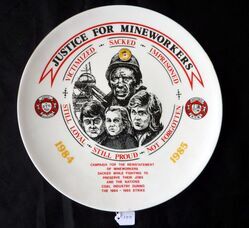 JUSTICE FOR MINEWORKERS
VICTIMIZED SACKED IMPRISONED
STILL LOYAL STILL PROUD NOT FORGOTTEN
1984 1985
CAMPAIGN FOR THE REINSTATEMENT
OF MINEWORKERS
SACKED WHILE FIGHTING TO
PRESERVE THEIR JOBS
AND THE NATIONS
COAL INDUSTRY DURING
THE 1984 - 1985 STRIKE